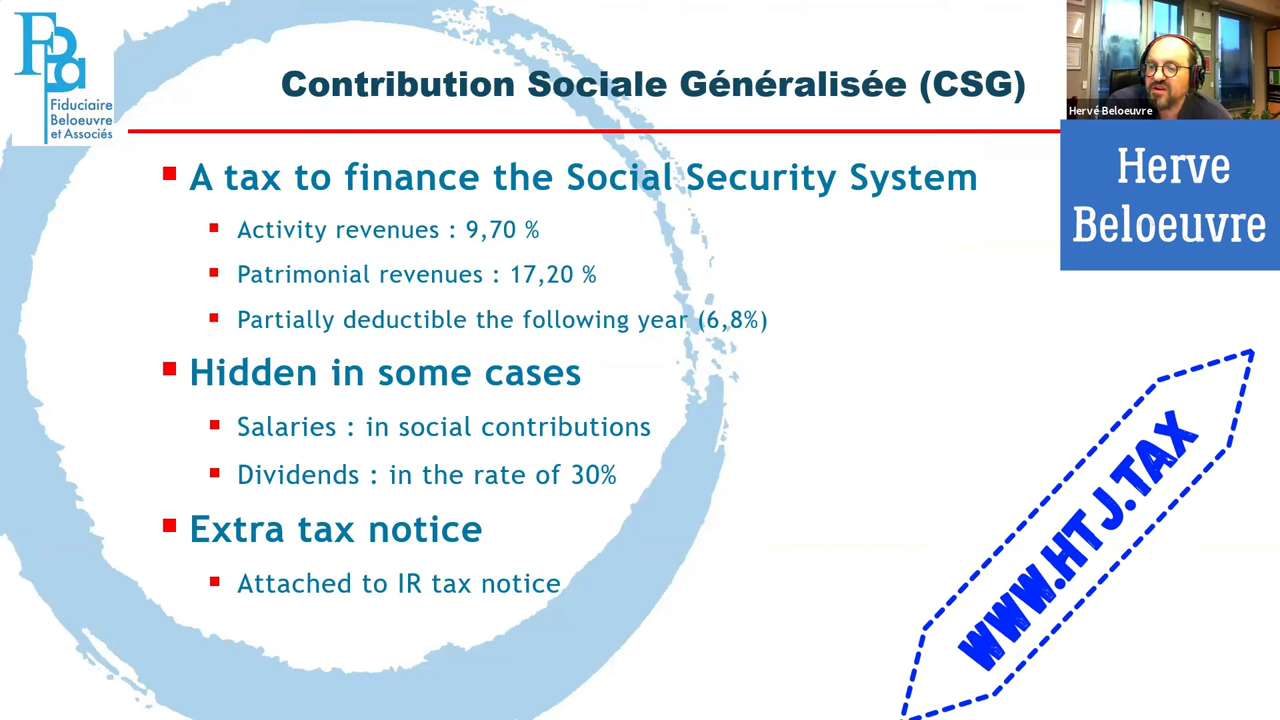 Fba
Fiduciaire
Beloeuvre
et Associés
Contribution Sociale Généralisée (CSG)
Hervé Beloeuvre
Herve
Beloeuvre
A tax to finance the Social Security System
Activity revenues : 9,70 %
Patrimonial revenues : 17,20 %
Partially deductible the following year (6,8%)
Hidden in some cases
Salaries : in social contributions
Dividends : in the rate of 30%
Extra tax notice
Attached to IR tax notice
WWW.HTJ.TAX